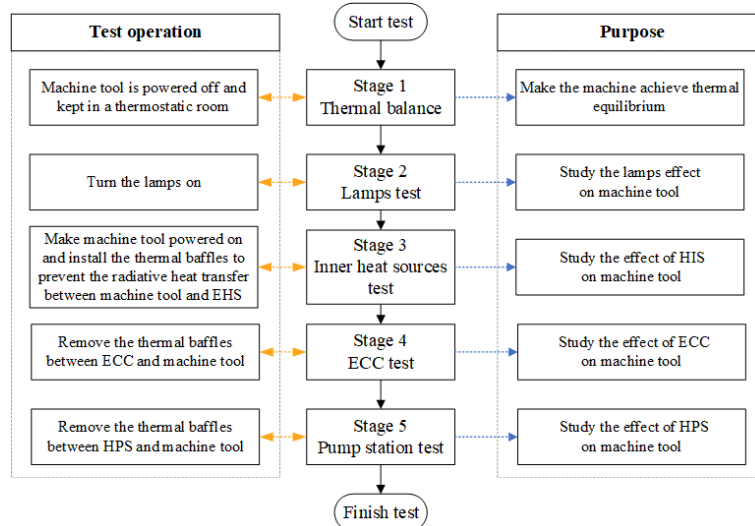 Start test
Test operation
Purpose
Machine tool is powered off and
kept in a thermostatic room
Stage 1
Thermal balance
Make the machine achieve thermal
equilibrium
Turn the lamps on
Stage 2
Lamps test
Study the lamps effect
on machine tool
Make machine tool powered on
and install the thermal baffles to
prevent the radiative heat transfer
between machine tool and EHS
Stage 3
Inner heat sources
test
Study the effect of HIS
on machine tool
Remove the thermal baffles
between ECC and machine tool
Stage 4
ECC test
Study the effect of ECC
on machine tool
Remove the thermal baffles
between HPS and machine tool
Stage 5
Pump station test
Study the effect of HPS
on machine tool
Finish test